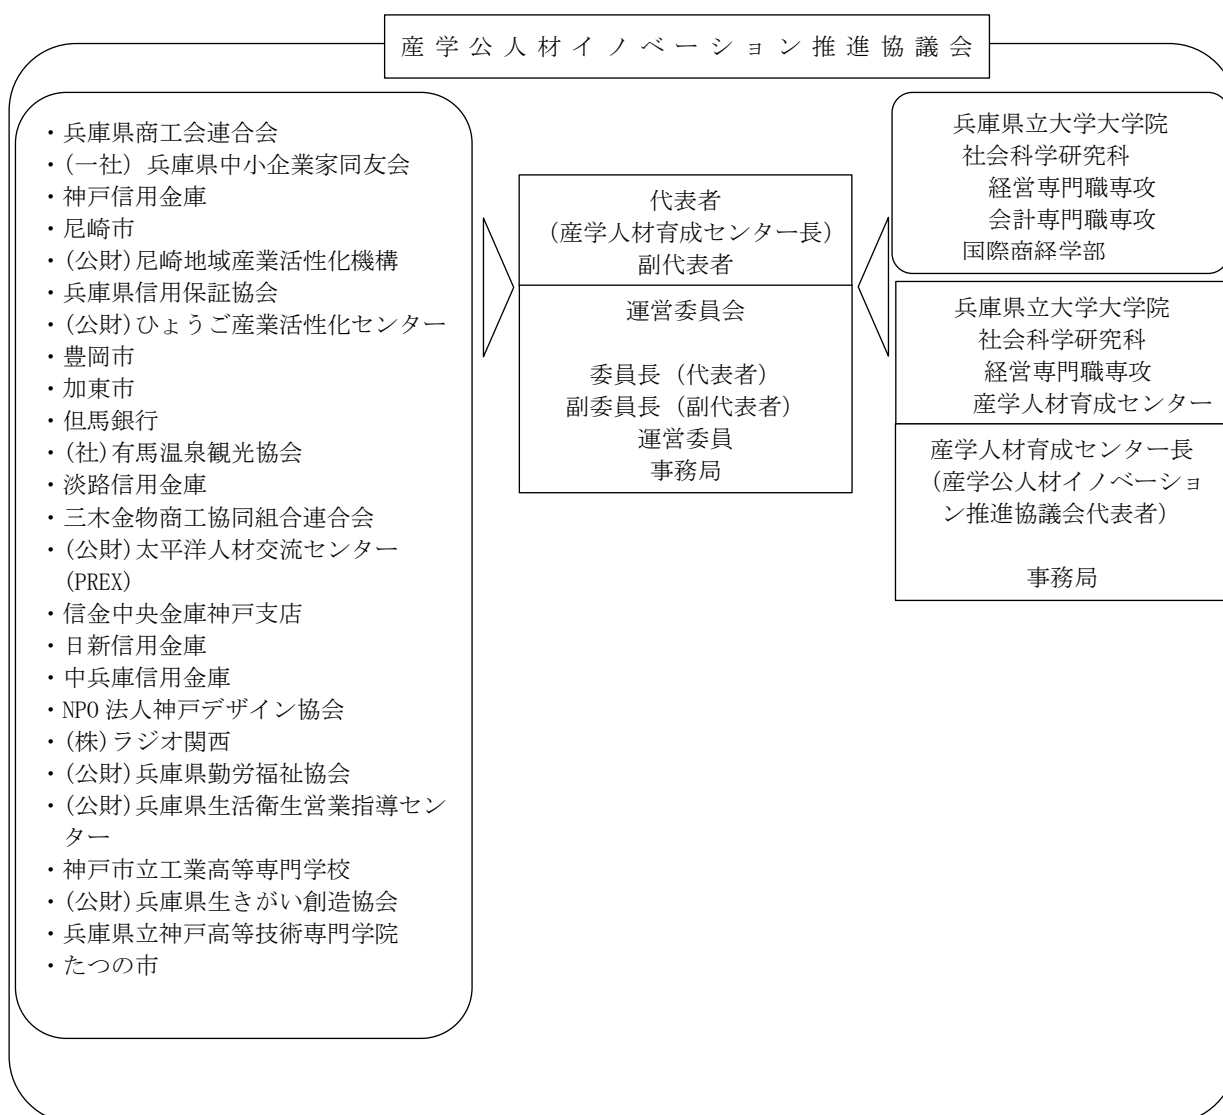 産学公人材イノベーション推進協議会
・兵庫県商工会連合会
・(一社) 兵庫県中小企業家同友会
・神戸信用金庫
・尼崎市
・(公財)尼崎地域産業活性化機構
・兵庫県信用保証協会
・(公財)ひょうご産業活性化センター
・豊岡市
・加東市
・但馬銀行
・(社)有馬温泉観光協会
・淡路信用金庫
・三木金物商工協同組合連合会
・(公財)太平洋人材交流センター
(PREX)
・信金中央金庫神戸支店
・日新信用金庫
・中兵庫信用金庫
・NPO法人神戸デザイン協会
・(株)ラジオ関西
・(公財)兵庫県勤労福祉協会
・(公財)兵庫県生活衛生営業指導セン
ター
・神戸市立工業高等専門学校
・(公財)兵庫県生きがい創造協会
・兵庫県立神戸高等技術専門学院
・たつの市
代表者
(産学人材育成センター長)
副代表者
運営委員会
委員長（代表者）
副委員長（副代表者）
運営委員
事務局
兵庫県立大学大学院
社会科学研究科
経営専門職専攻
会計専門職専攻
国際商経学部
兵庫県立大学大学院
社会科学研究科
経営専門職専攻
産学人材育成センター
産学人材育成センター長
（産学公人材イノベーショ
ン推進協議会代表者）
事務局